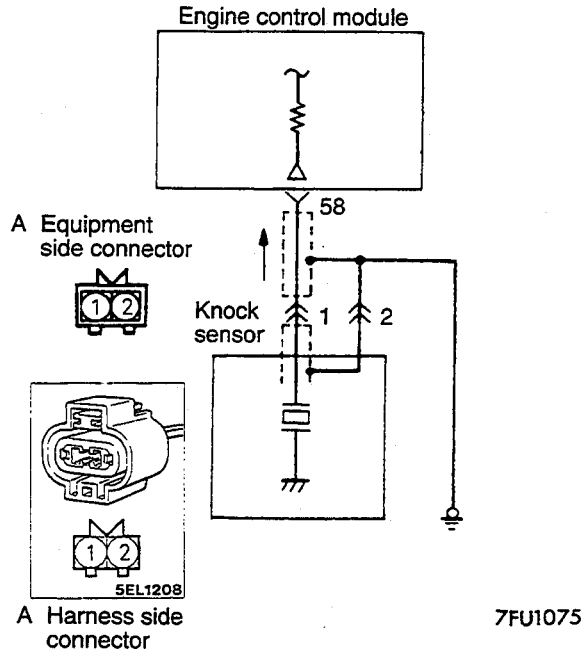 Engine control module
58
A Equipment
side connector
1 2
Knock
sensor
1
2
1 2
5EL1208
A Harness side
connector
7FU1075